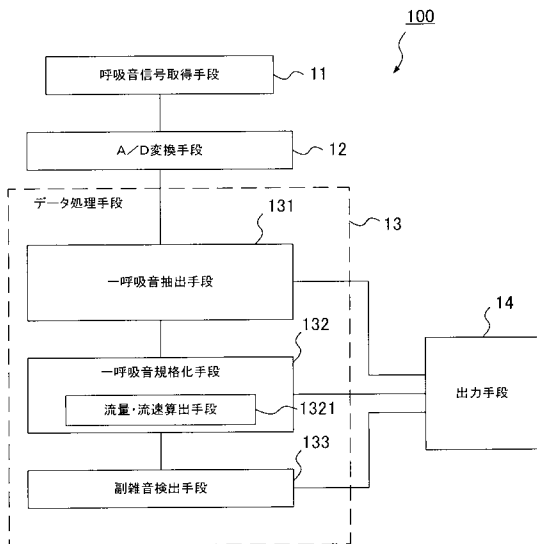 100
呼吸音信号取得手段
11
A/D変換手段
12
データ処理手段
13
131
一呼吸音抽出手段
132
一呼吸音規格化手段
流量・流速算出手段
1321
133
副雑音検出手段
14
出力手段